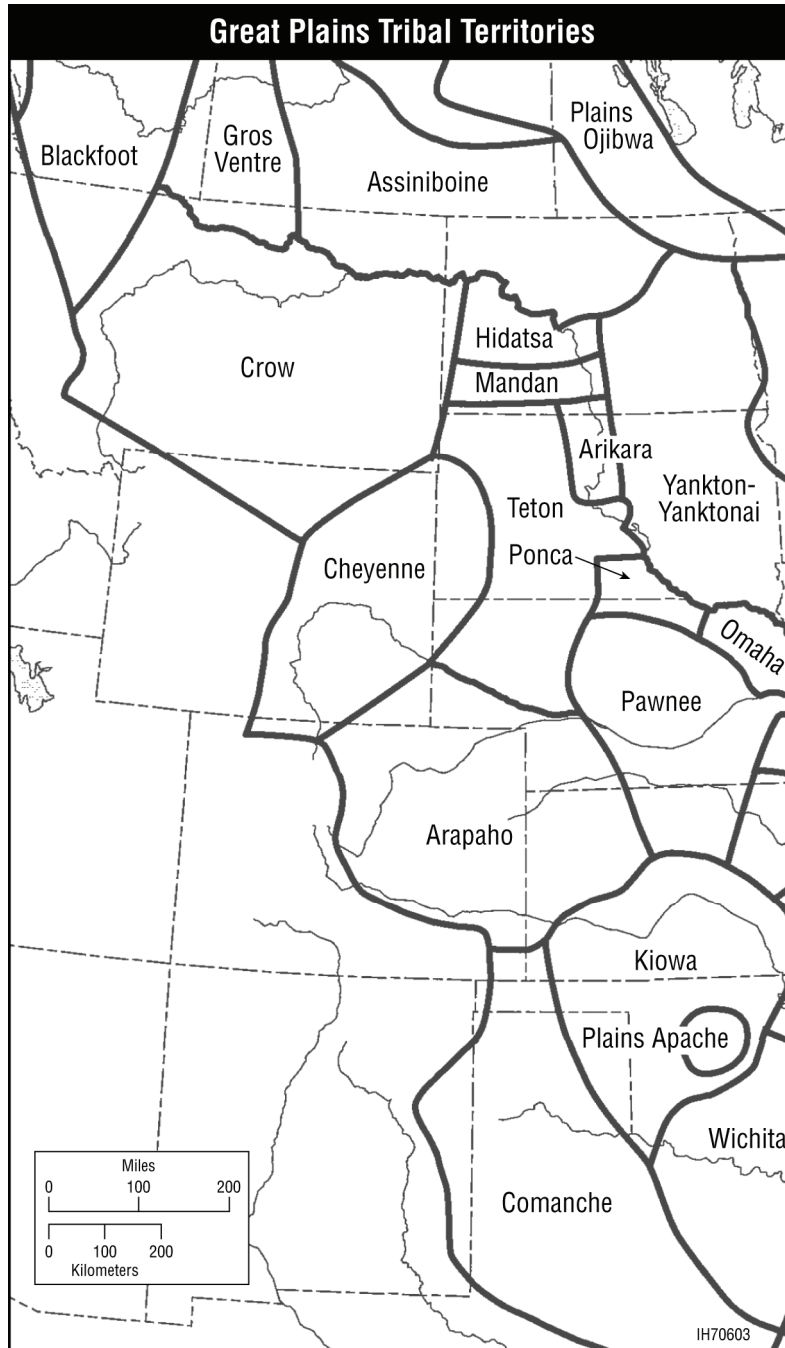 Great Plains Tribal Territories
Plains
Ojibwa
Gros
Ventre
Blackfoot
Assiniboine
Hidatsa
Crow
Mandan
Arikara
Yankton-
Yanktonai
Teton
Ponca
Cheyenne
Omaha
Pawnee
Arapaho
Kiowa
Plains Apache
Wichita
Comanche
Miles
0 100 200
0 100 200
Kilometers
IH70603